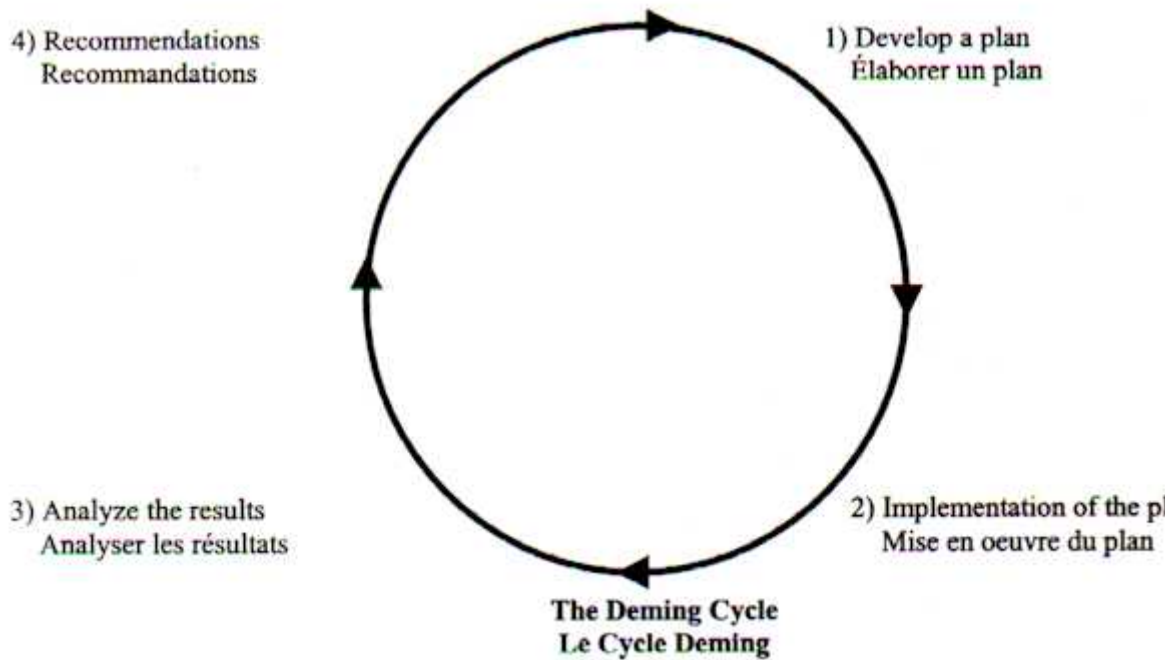 4) Recommendations
Recommandations
1) Develop a plan
Élaborer un plan
3) Analyze the results
Analyser les résultats
2) Implementation of the
Mise en oeuvre du plan
The Deming Cycle
Le Cycle Deming